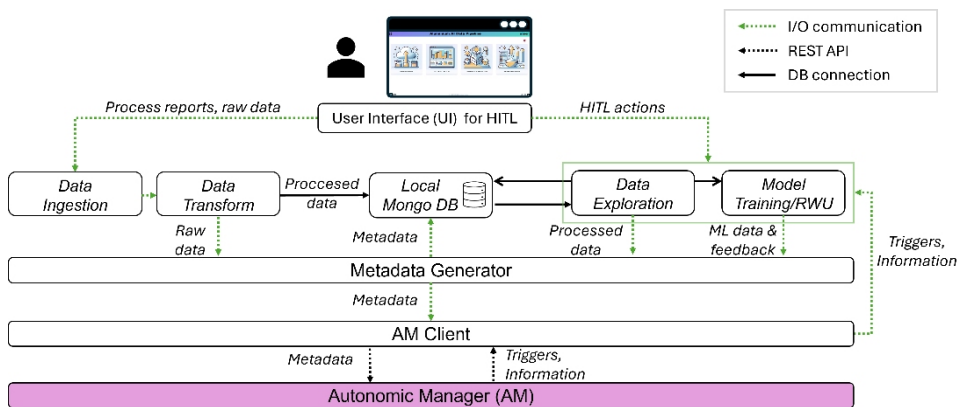 I/O communication
REST API
DB connection
Process reports, raw data
HITL actions
User Interface (UI) for HITL
Data
Ingestion
Data
Transform
Proccesed
data
Local
Mongo DB
Data
Exploration
Model
Training/RWU
Raw
data
Metadata
Processed
data
ML data &
feedback
Triggers,
Information
Metadata Generator
Metadata
AM Client
Metadata
Triggers,
Information
Autonomic Manager (AM)